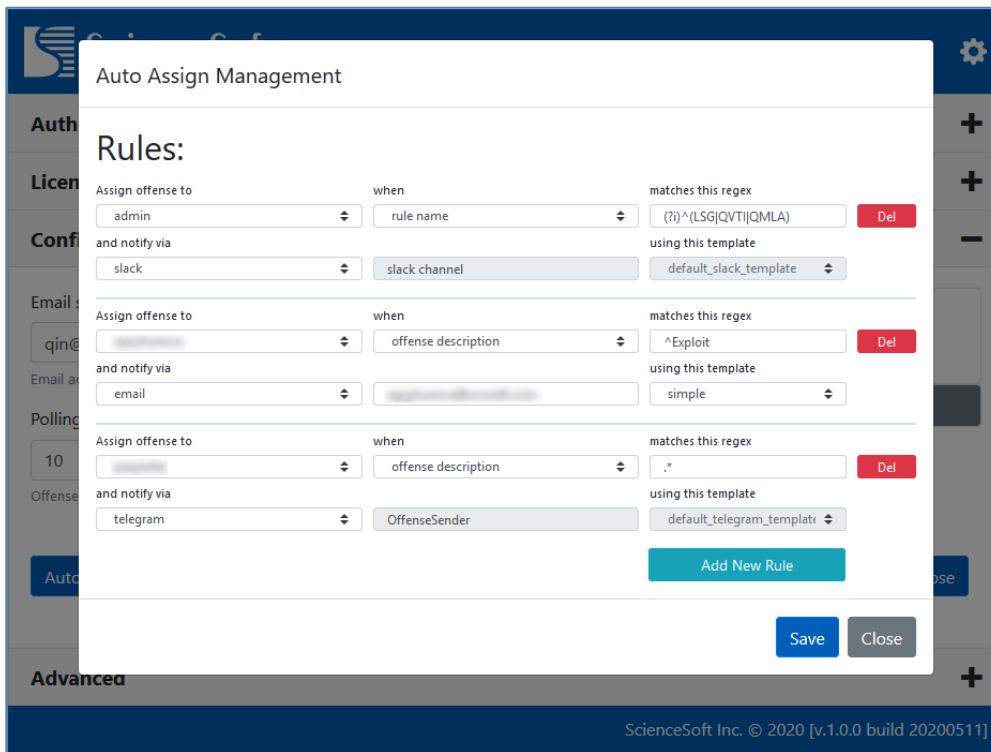 Auto Assign Management
Auth
Rules:
Licen
Assign offense to when matches this regex
admin rule name (?i)^(LSG|QVTI|QMLA) Del
Confi
and notify via using this template
slack slack channel default_slack_template
Email s
Assign offense to when matches this regex
qin@ offense description ^Exploit Del
Email ad
and notify via using this template
email simple
Polling
Assign offense to when matches this regex
10 offense description .* Del
Offense
and notify via using this template
telegram OffenseSender default_telegram_template
Add New Rule
Auto ose
Save Close
Advanced
ScienceSoft Inc. © 2020 [v.1.0.0 build 20200511]